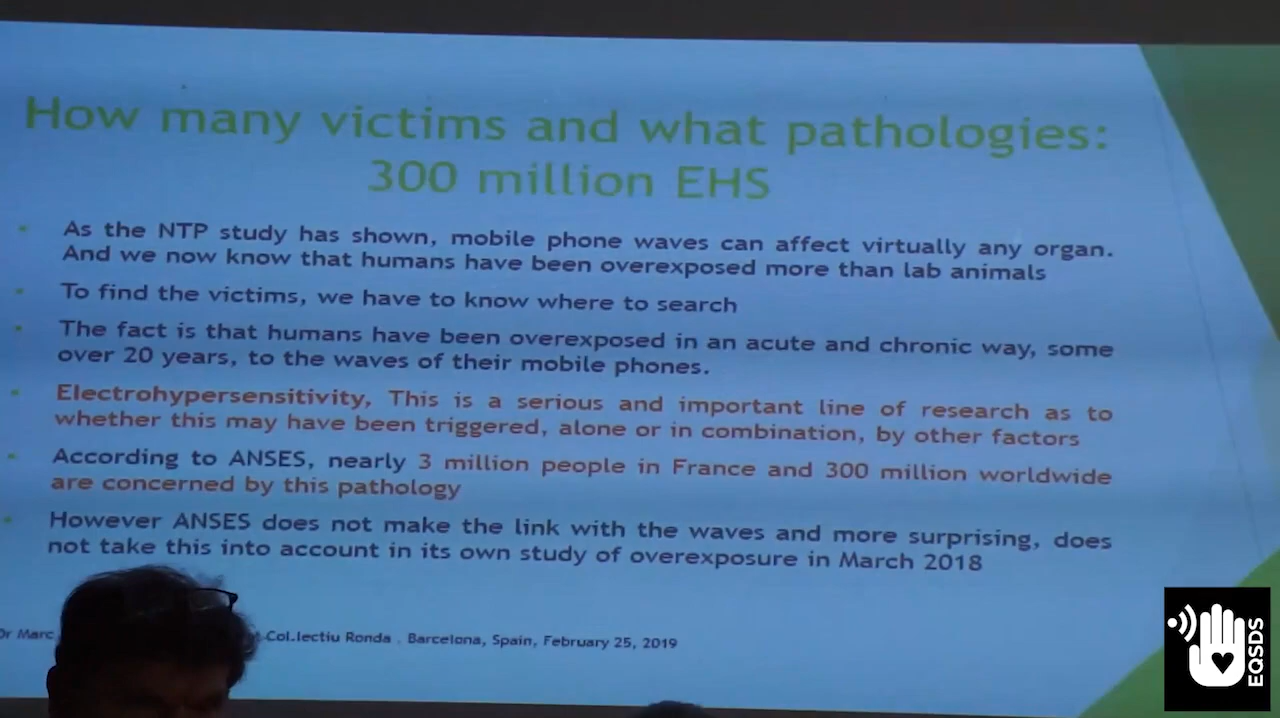 How many victims and what pathologies:
300 million EHS
As the NTP study has shown, mobile phone waves can affect virtually any organ.
And we now know that humans have been overexposed more than lab animals
To find the victims, we have to know where to search
The fact is that humans have been overexposed in an acute and chronic way, some
over 20 years, to the waves of their mobile phones.
Electrohypersensitivity, This is a serious and important line of research as to
whether this may have been triggered, alone or in combination, by other factors
According to ANSES, nearly 3 million people in France and 300 million worldwide
are concerned by this pathology
However ANSES does not make the link with the waves and more surprising, does
not take this into account in its own study of overexposure in March 2018
Dr Marc Col.lectiu Ronda . Barcelona, Spain, February 25, 2019
EQSDS